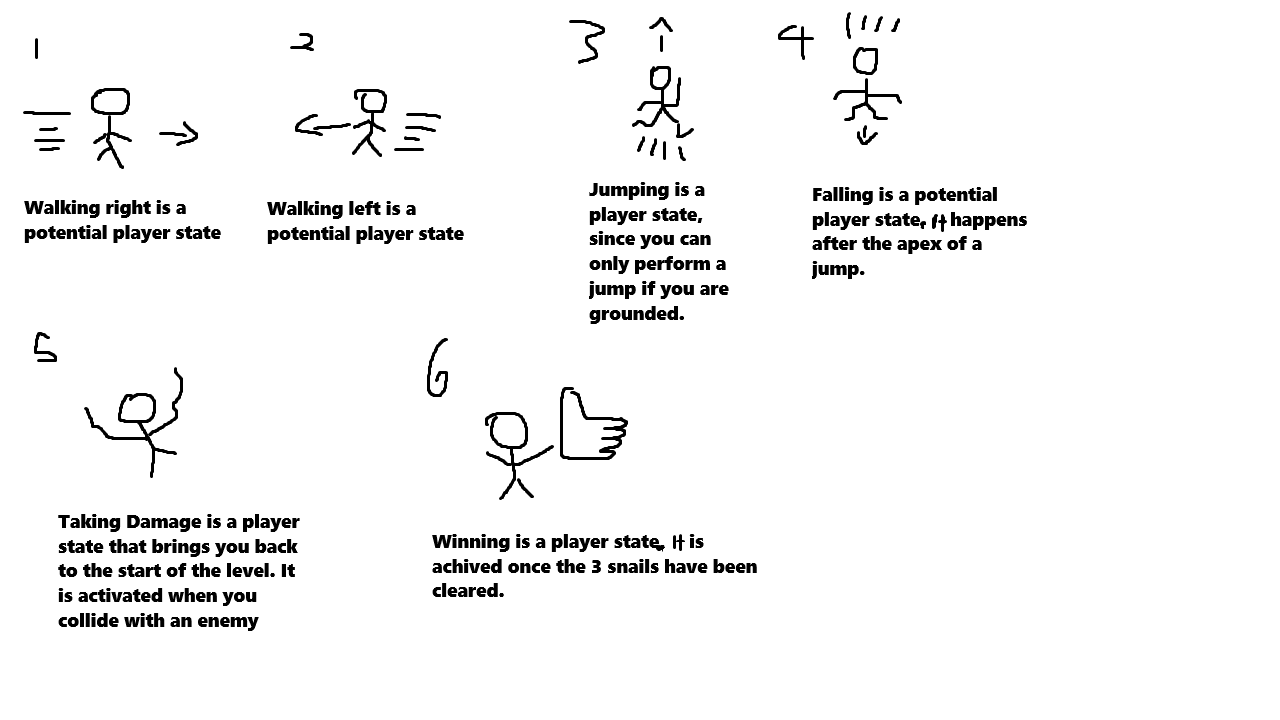 1
2
3
4
Walking right is a
potential player state
Walking left is a
potential player state
Jumping is a
player state,
since you can
only perform a
jump if you are
grounded.
Falling is a potential
player state, It happens
after the apex of a
jump.
5
6
Taking Damage is a player
state that brings you back
to the start of the level. It
is activated when you
collide with an enemy
Winning is a player state, It is
achived once the 3 snails have been
cleared.